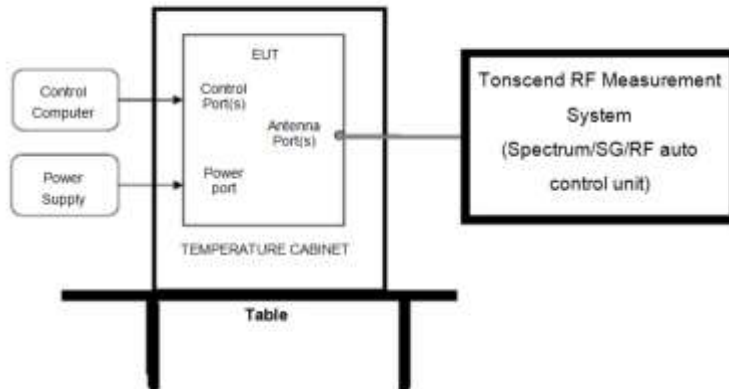 EUT
Control
Computer
Control
Port(s)
Antenna
Port(s)
Power
Supply
Power
port
TEMPERATURE CABINET
Table
Tonscend RF Measurement
System
(Spectrum/SG/RF auto
control unit)